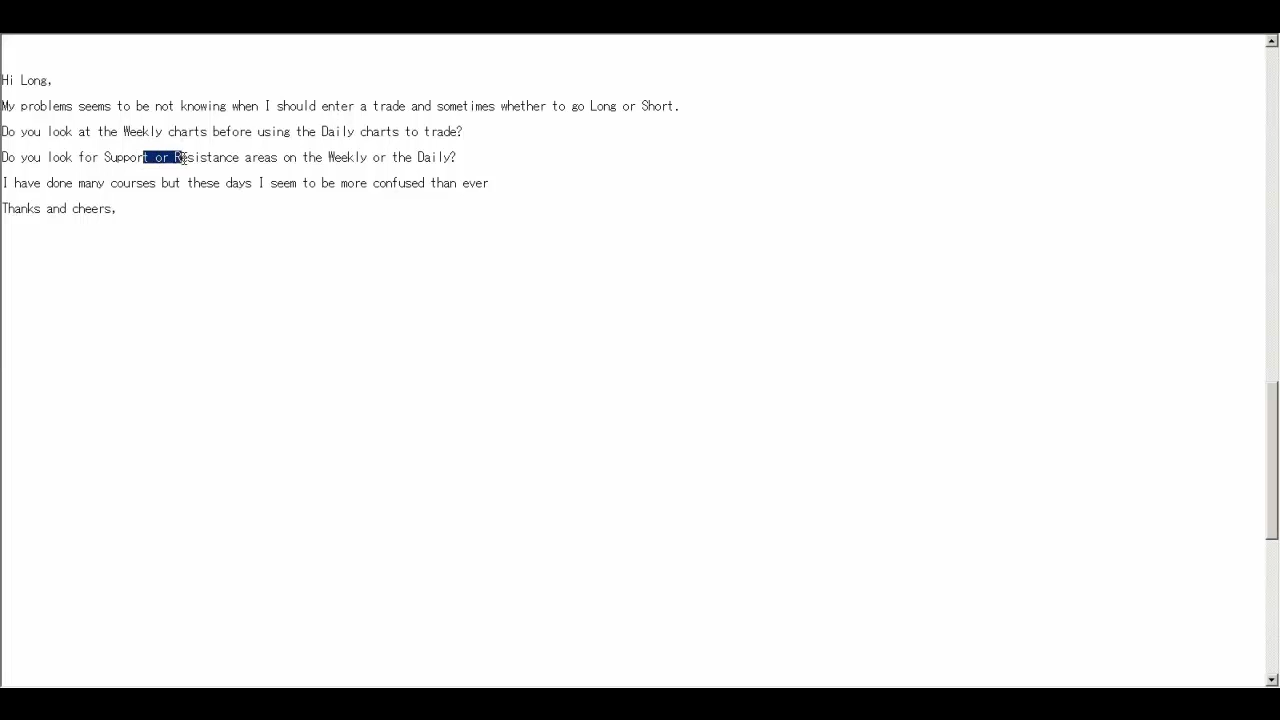 Hi Long,
My problems seems to be not knowing when I should enter a trade and sometimes whether to go Long or Short.
Do you look at the Weekly charts before using the Daily charts to trade?
Do you look for Support or Resistance areas on the Weekly or the Daily?
I have done many courses but these days I seem to be more confused than ever
Thanks and cheers,